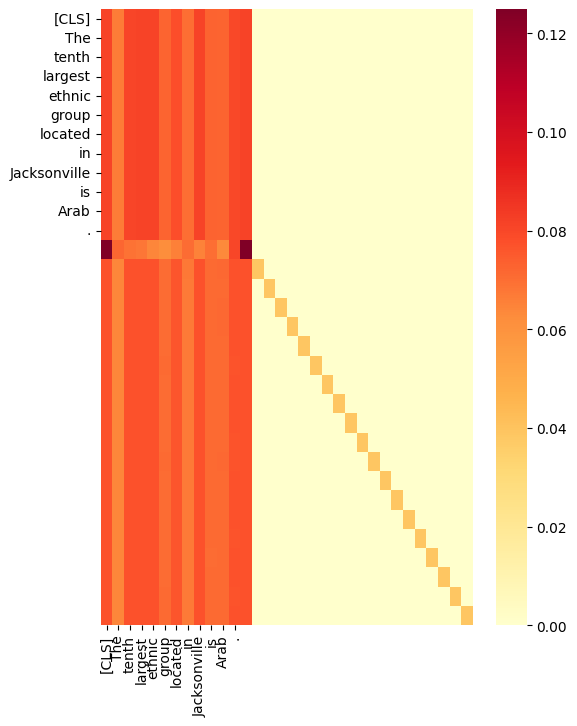 [CLS]
The
tenth
largest
ethnic
group
located
in
Jacksonville
is
Arab
.
0.12
0.10
0.08
0.06
0.04
0.02
0.00
[CLS]
The
tenth
largest
ethnic
group
located
in
Jacksonville
is
Arab
.